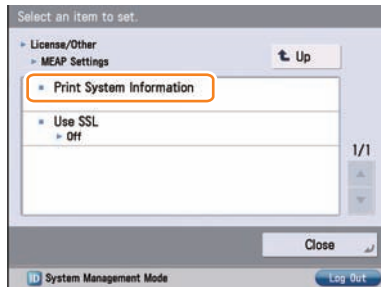 Select an item to set.
License/Other
MEAP Settings
Up
Print System Information
Use SSL
Off
1/1
Close
ID System Management Mode
Log Out